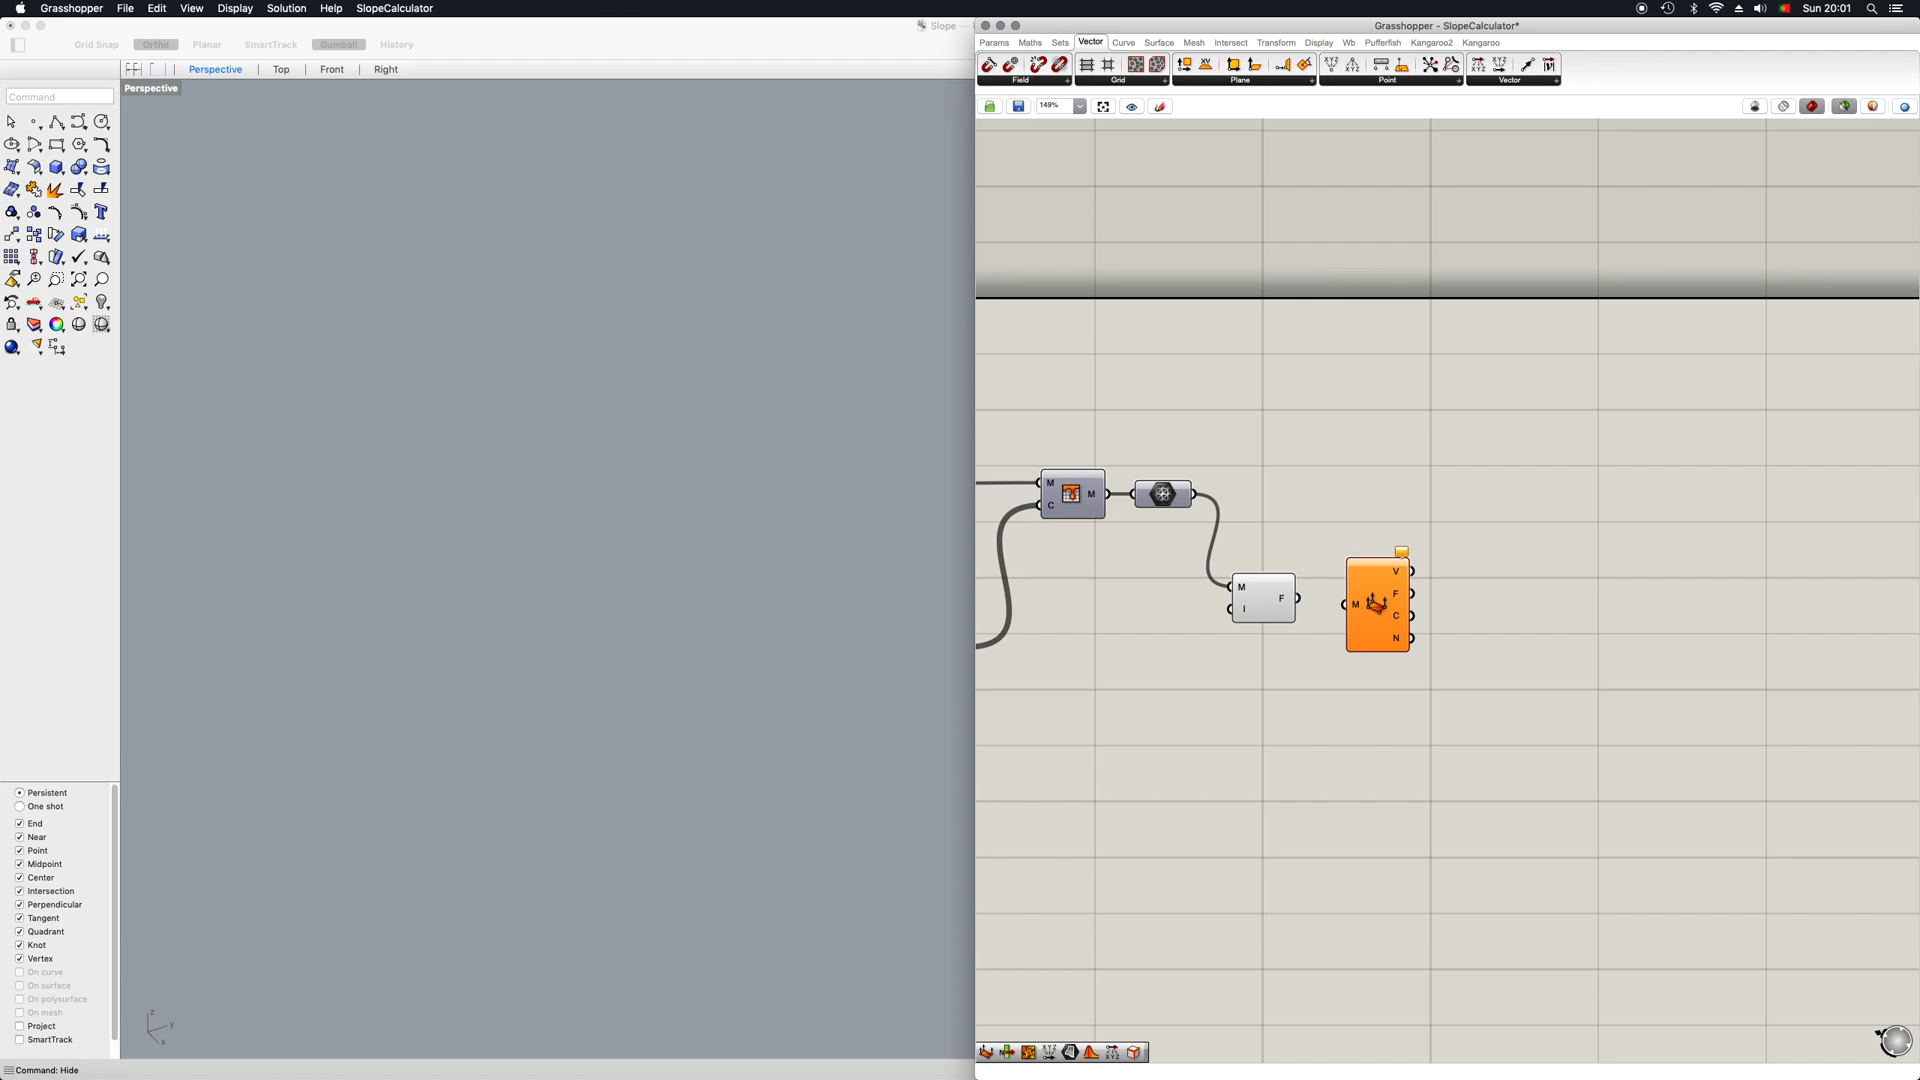 Grasshopper File Edit View Display Solution Window Help SlopeCalculator Sun 20:01
Slope —
Grasshopper - SlopeCalculator*
Grid Snap Ortho Planar SmartTrack Gumball History
Params Maths Sets Vector Curve Surface Mesh Intersect Transform Display Wb Pufferfish Kangaroo2 Kangaroo
Perspective Top Front Right
Field Grid Plane Point Vector
Perspective
Command
149%
M
C
M
M
I
F
M
V
F
C
N
Persistent
One shot
End
Near
Point
Midpoint
Center
Intersection
Perpendicular
Tangent
Quadrant
Knot
Vertex
On curve
On surface
On polysurface
On mesh
Project
SmartTrack
z
y
x
Command: Hide